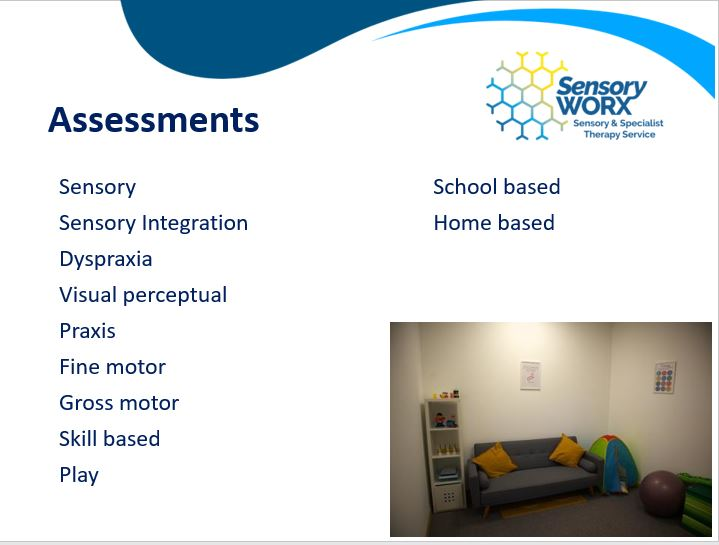 Sensory
WORX
Sensory & Specialist
Therapy Service
Assessments
Sensory
Sensory Integration
Dyspraxia
Visual perceptual
Praxis
Fine motor
Gross motor
Skill based
Play
School based
Home based